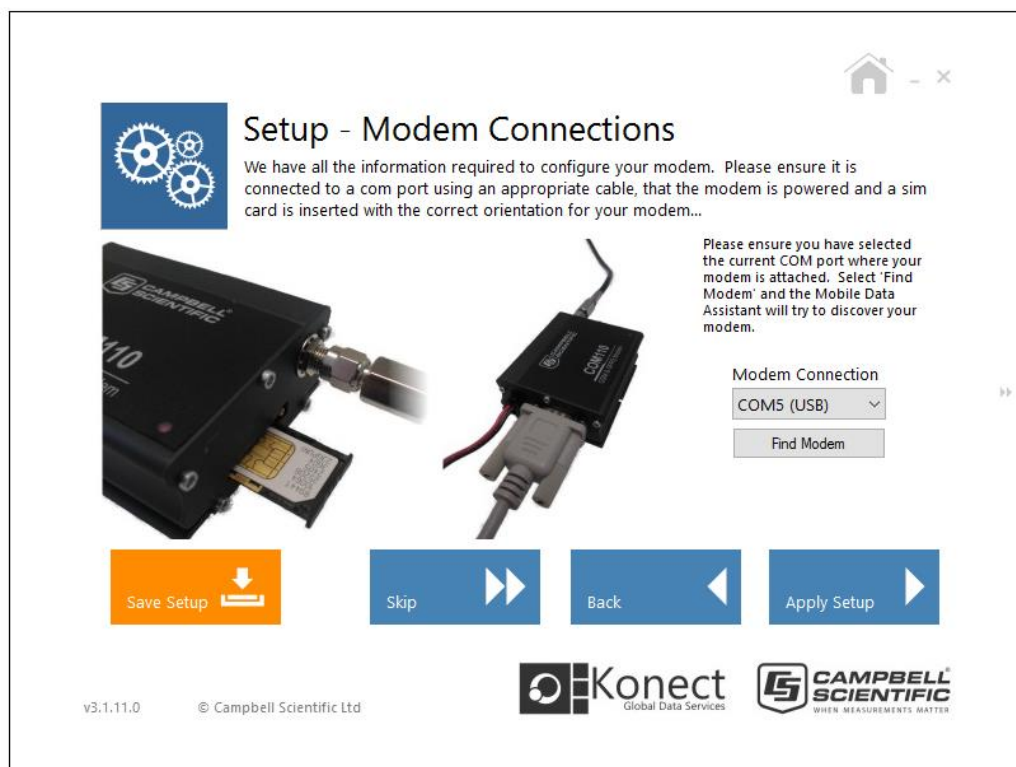 Setup - Modem Connections
We have all the information required to configure your modem.  Please ensure it is
connected to a com port using an appropriate cable, that the modem is powered and a sim
card is inserted with the correct orientation for your modem...
Please ensure you have selected
the current COM port where your
modem is attached.  Select 'Find
Modem' and the Mobile Data
Assistant will try to discover your
modem.
CAMPBELL
SCIENTIFIC
110
CAMPBELL
SCIENTIFIC
COM110
Modem Connection
COM5 (USB)
Find Modem
Save Setup
Skip
Back
Apply Setup
Konect
Global Data Services
CAMPBELL
SCIENTIFIC
WHEN MEASUREMENTS MATTER
v3.1.11.0
© Campbell Scientific Ltd